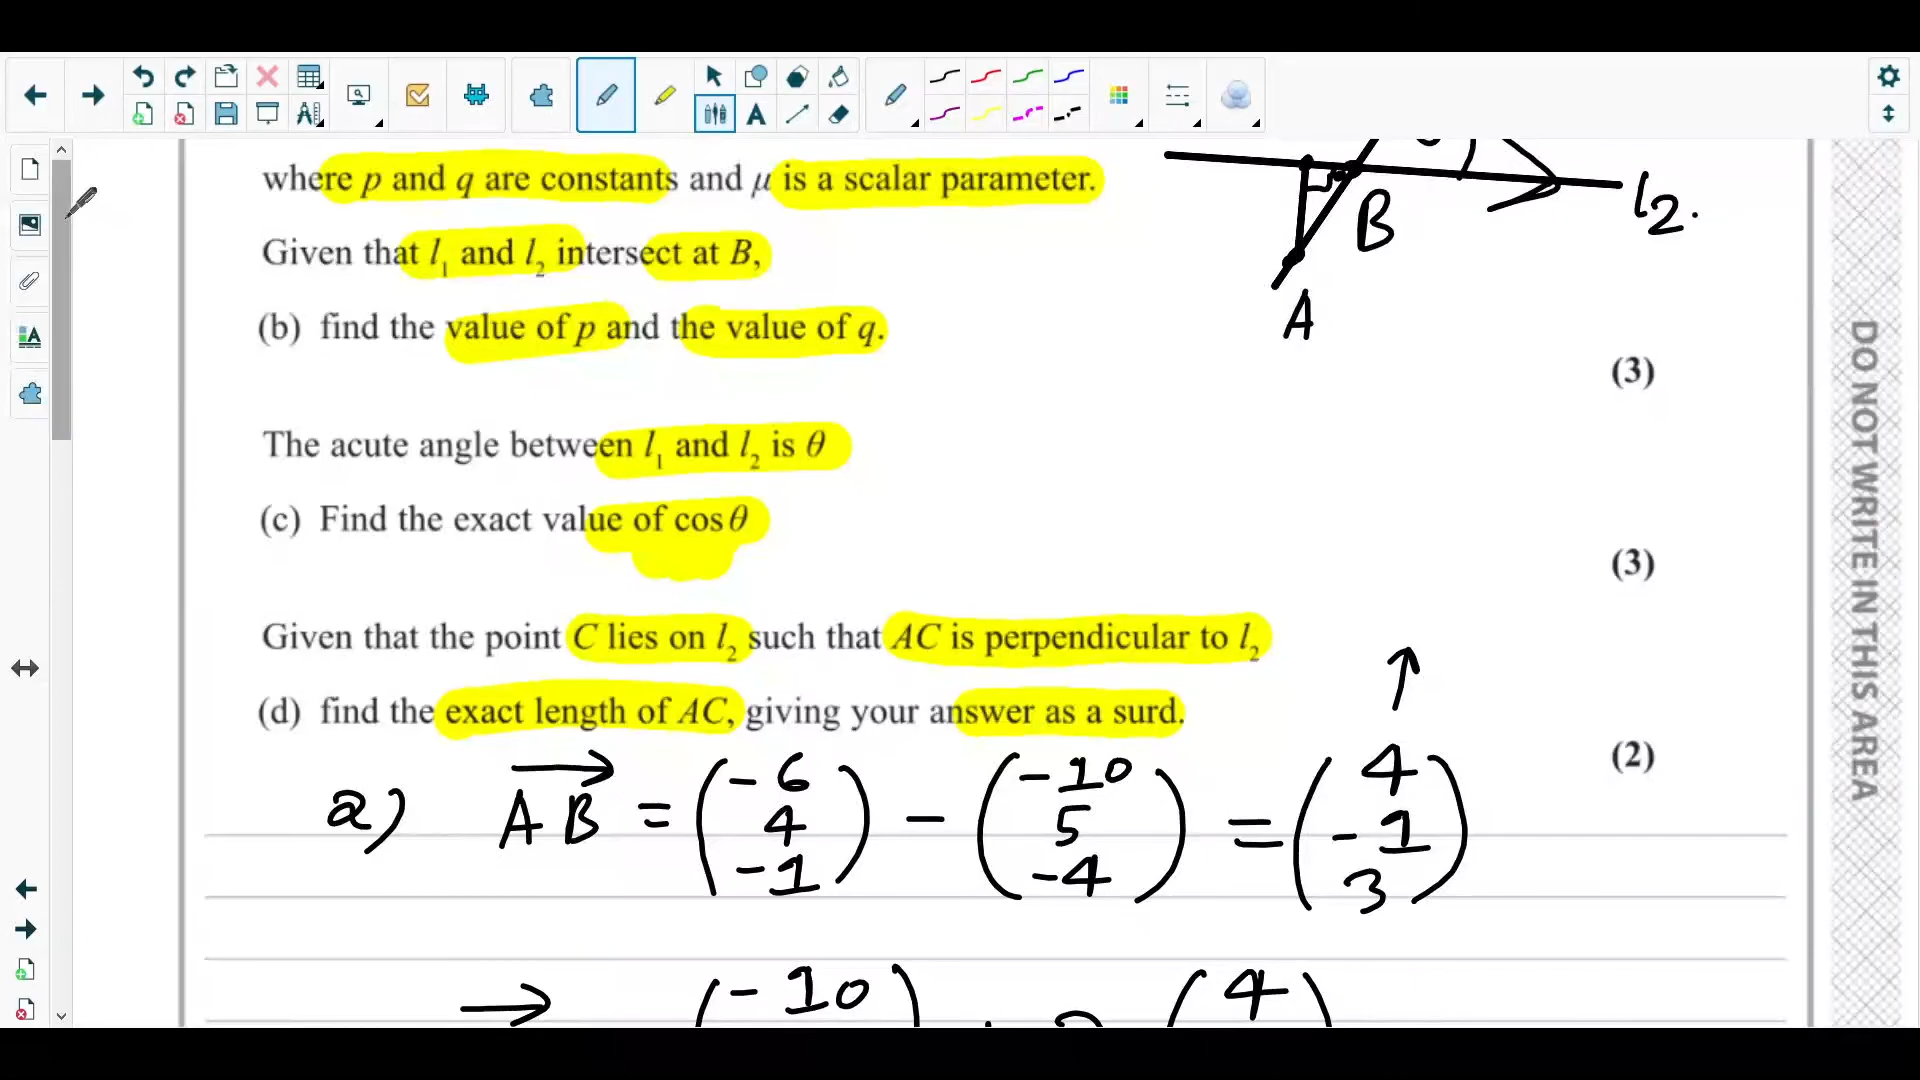 where p and q are constants and μ is a scalar parameter.
l2.
B
Given that l₁ and l₂ intersect at B,
A
(b) find the value of p and the value of q.
(3)
The acute angle between l₁ and l₂ is θ
(c) Find the exact value of cos θ
(3)
Given that the point C lies on l₂ such that AC is perpendicular to l₂
(d) find the exact length of AC, giving your answer as a surd.
(2)
a) AB = (-6 4 -1) - (-10 5 -4) = (4 -1 3)
-10 4
DO NOT WRITE IN THIS AREA